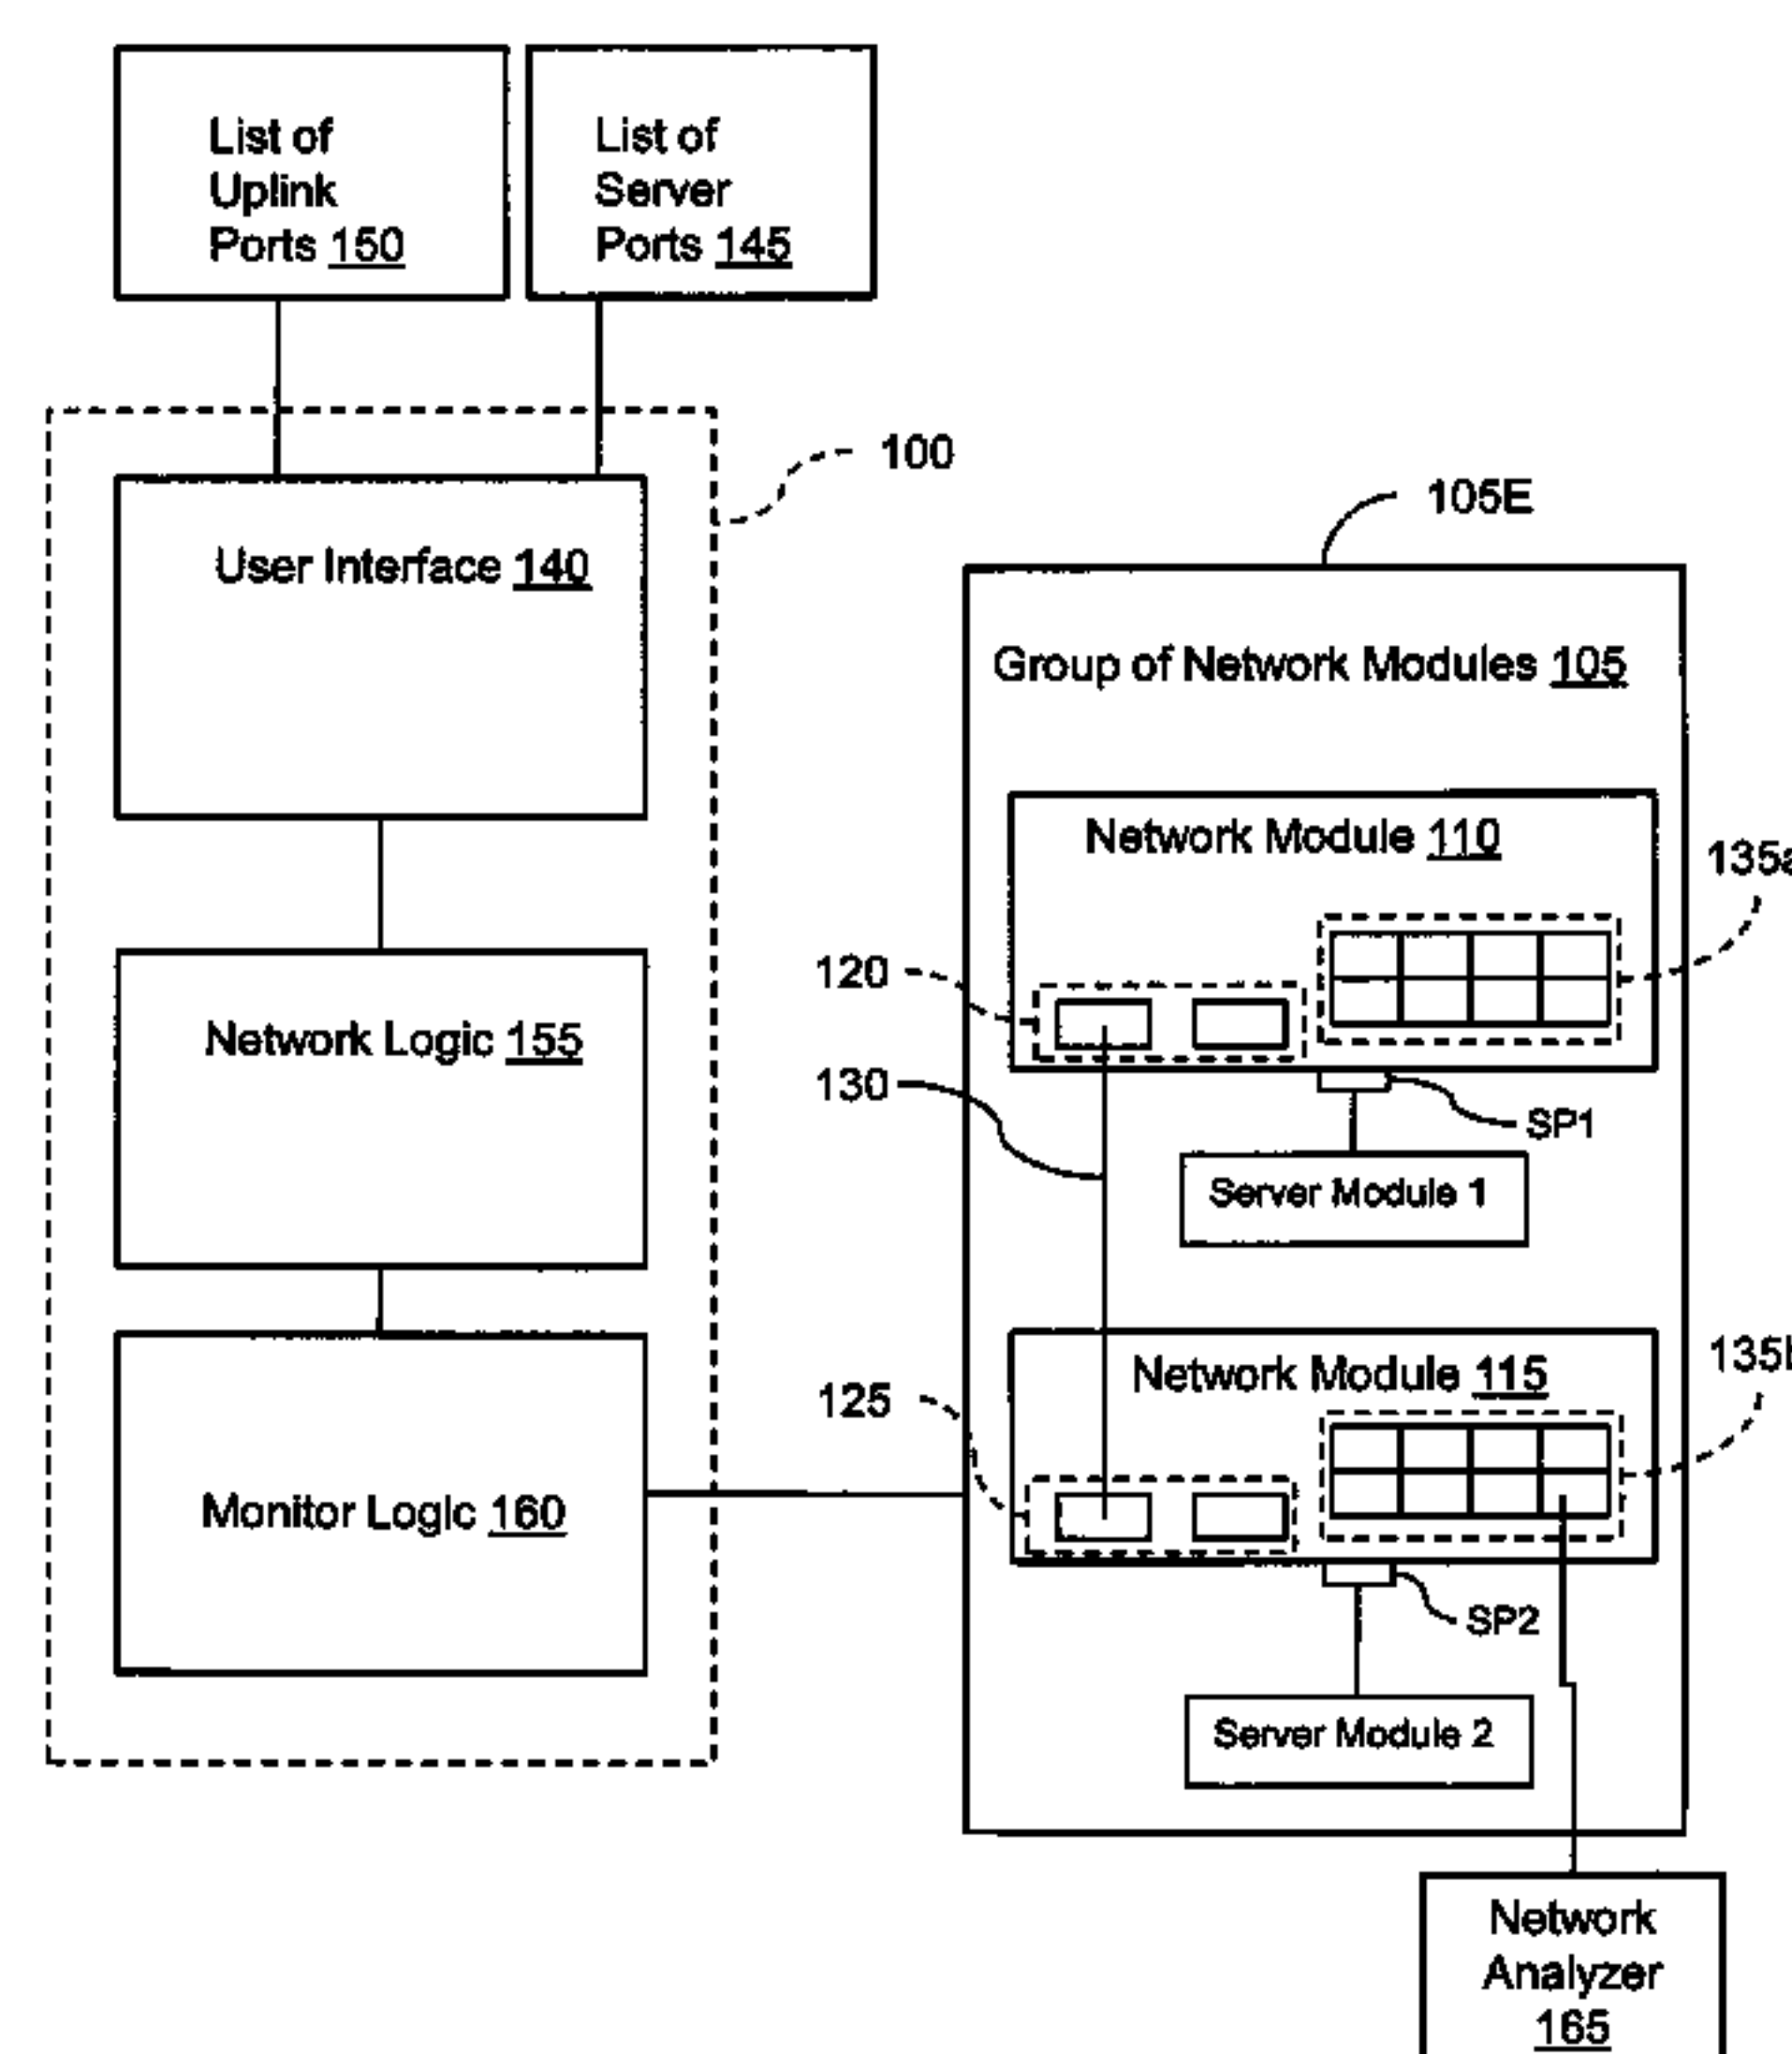 List of
Uplink
Ports 150
List of
Server
Ports 145
100
User Interface 140
105E
Group of Network Modules 105
Network Module 110
135a
120
Network Logic 155
130
SP1
Server Module 1
Network Module 115
135b
125
Monitor Logic 160
SP2
Server Module 2
Network
Analyzer
165